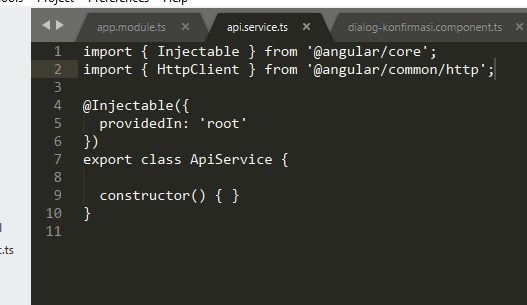 Project
Preferences
Help
app.module.ts ×
api.service.ts ×
dialog-konfirmasi.component.ts ×
1 import { Injectable } from '@angular/core';
2 import { HttpClient } from '@angular/common/http';
3
4 @Injectable({
5   providedIn: 'root'
6 })
7 export class ApiService {
8
9   constructor() { }
10 }
11
t.ts